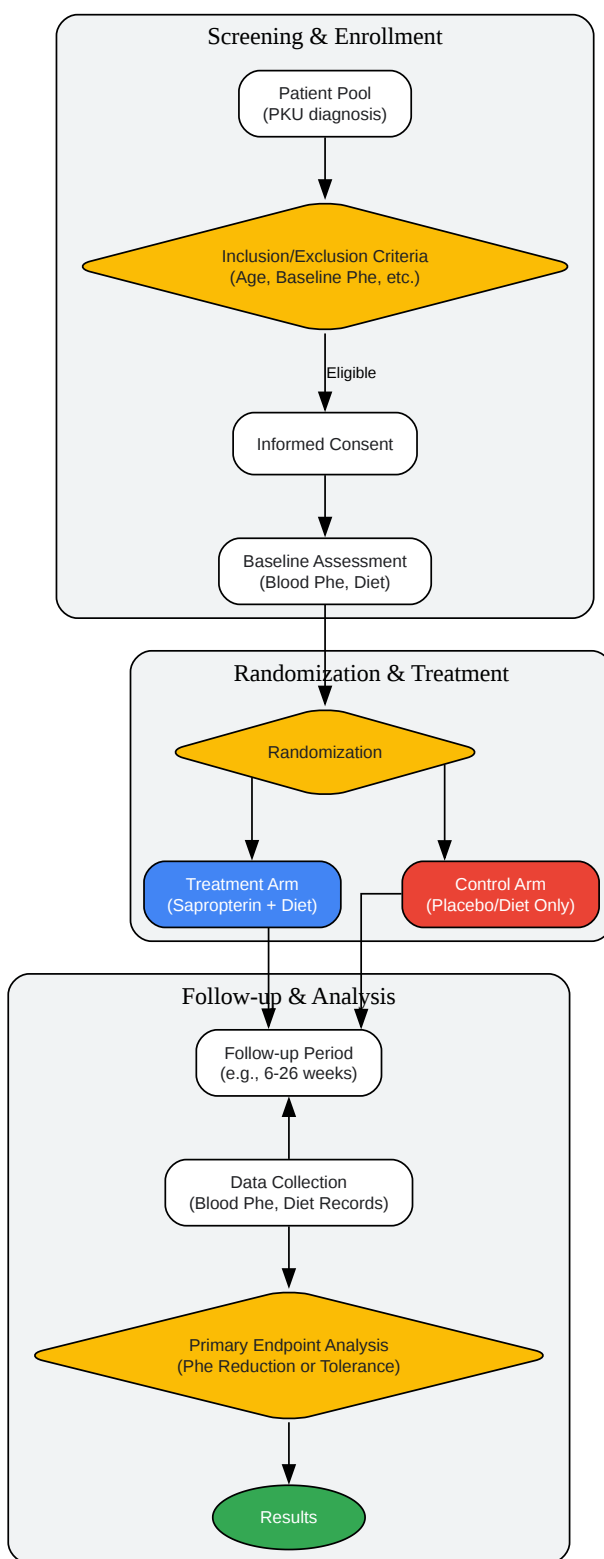 Screening & Enrollment
Patient Pool
(PKU diagnosis)
Inclusion/Exclusion Criteria
(Age, Baseline Phe, etc.)
Eligible
Informed Consent
Baseline Assessment
(Blood Phe, Diet)
Randomization & Treatment
Randomization
Treatment Arm
(Sapropterin + Diet)
Control Arm
(Placebo/Diet Only)
Follow-up & Analysis
Follow-up Period
(e.g., 6-26 weeks)
Data Collection
(Blood Phe, Diet Records)
Primary Endpoint Analysis
(Phe Reduction or Tolerance)
Results